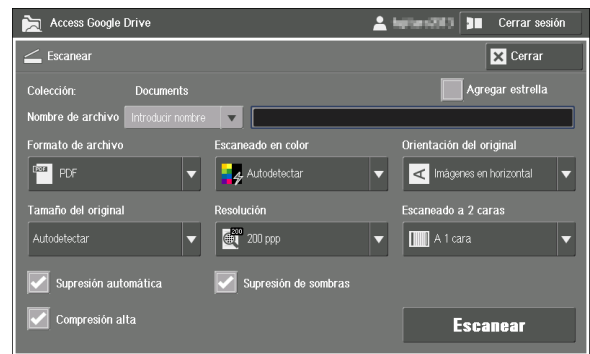 Access Google Drive
Cerrar sesión
Escanear
Cerrar
Colección: Documents
Agregar estrella
Nombre de archivo Introducir nombre
Formato de archivo Escaneado en color Orientación del original
PDF PDF Autodetectar A Imágenes en horizontal
Tamaño del original Resolución Escaneado a 2 caras
Autodetectar 200 200 ppp A 1 cara
Supresión automática Supresión de sombras
Compresión alta
Escanear